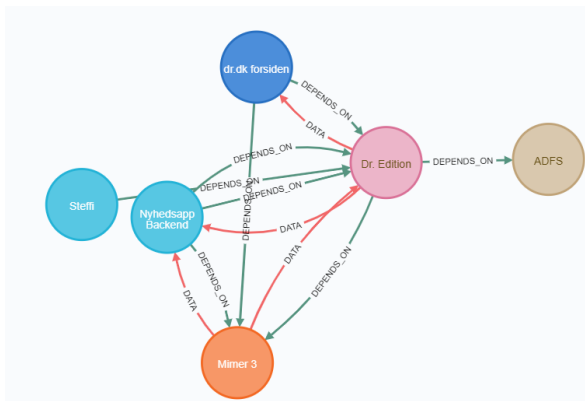 dr.dk forsiden
DEPENDS_ON
DATA
DEPENDS_ON
Dr. Edition
DEPENDS_ON
ADFS
DEPENDS_ON
DEPENDS_ON
Steffi
Nyhedsapp
Backend
DEPENDS_ON
DATA
DATA
DEPENDS_ON
DEPENDS_ON
DATA
Mimer 3